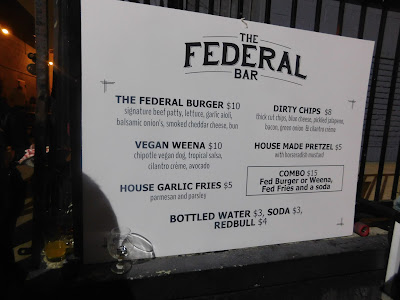 THE
FEDERAL
BAR
THE FEDERAL BURGER $10
signature beef patty, lettuce, garlic aioli,
balsamic onion's, smoked cheddar cheese, bun
VEGAN WEENA $10
chipotle vegan dog, tropical salsa,
cilantro crème, avocado
HOUSE GARLIC FRIES $5
parmesan and parsley
DIRTY CHIPS $8
thick cut chips, blue cheese, pickled jalapeno,
bacon, green onion & cilantro crème
HOUSE MADE PRETZEL $5
with horseradish mustard
COMBO $15
Fed Burger or Weena,
Fed Fries and a soda
BOTTLED WATER $3, SODA $3,
REDBULL $4